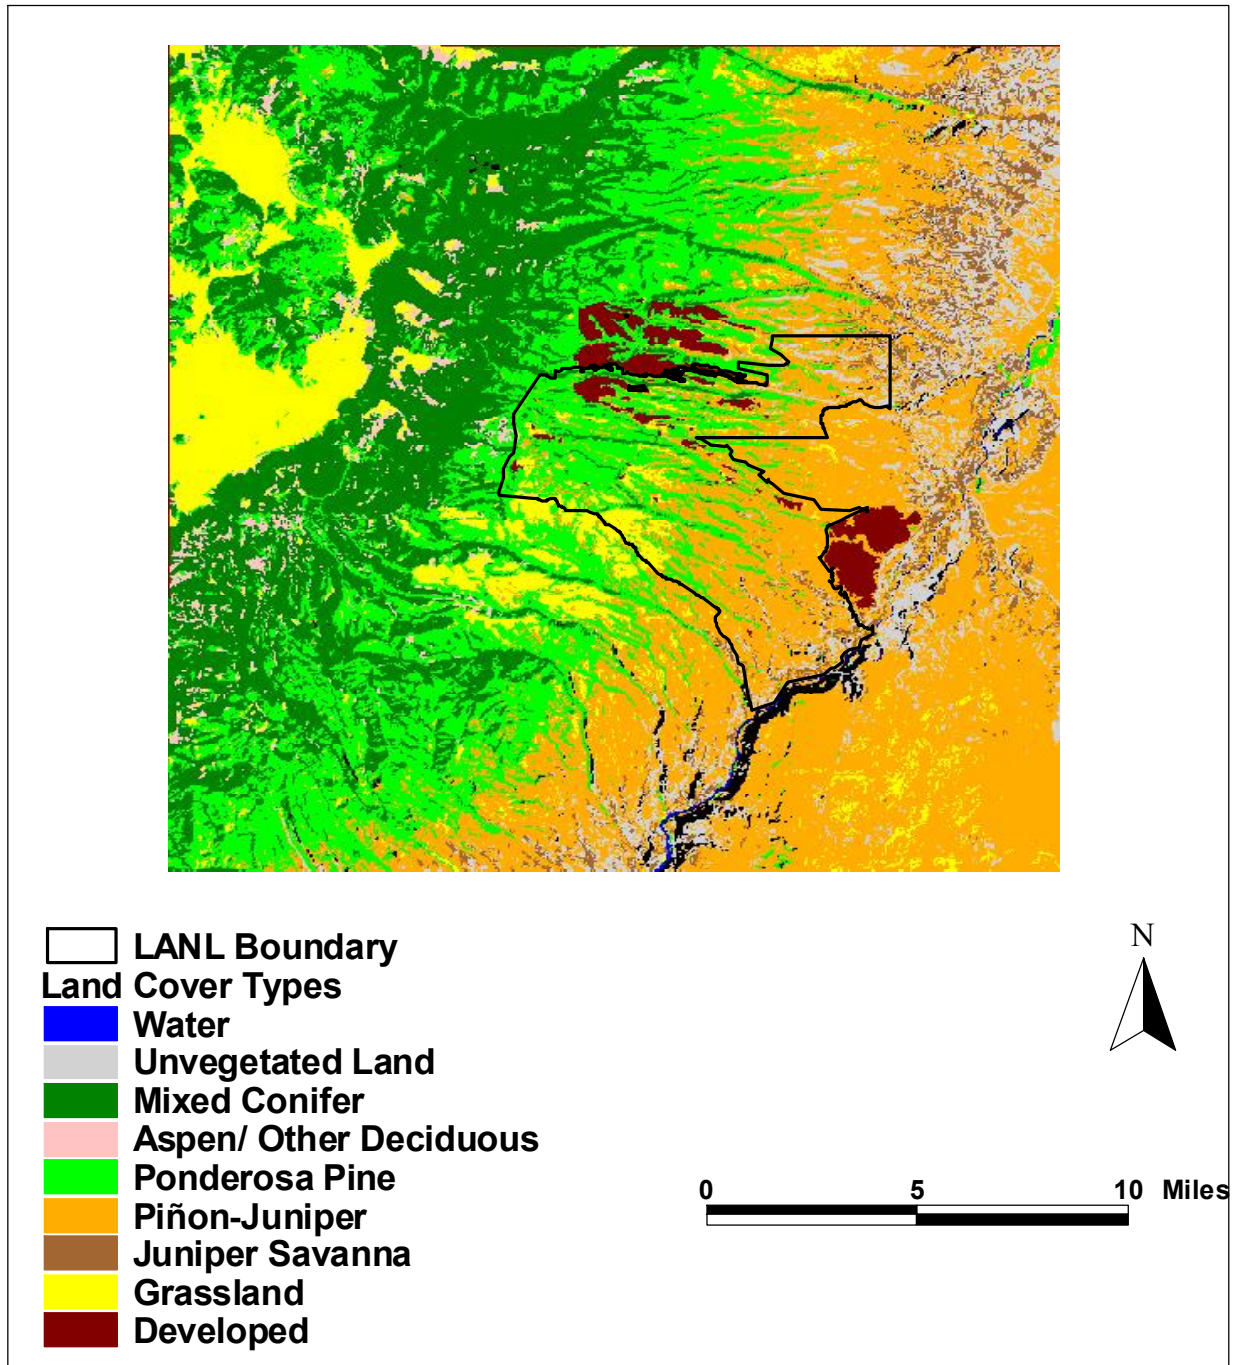 LANL Boundary
Land Cover Types
Water
Unvegetated Land
Mixed Conifer
Aspen/ Other Deciduous
Ponderosa Pine
Piñon-Juniper
Juniper Savanna
Grassland
Developed
N
0 5 10 Miles